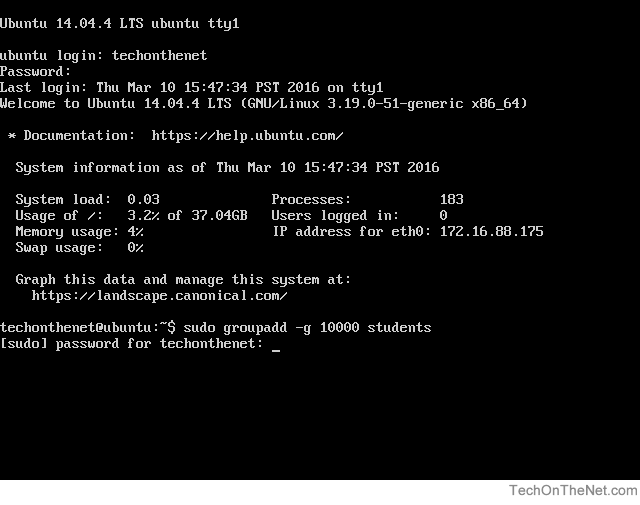 Ubuntu 14.04.4 LTS ubuntu tty1
ubuntu login: techonthenet
Password:
Last login: Thu Mar 10 15:47:34 PST 2016 on tty1
Welcome to Ubuntu 14.04.4 LTS (GNU/Linux 3.19.0-51-generic x86_64)
* Documentation:  https://help.ubuntu.com/
System information as of Thu Mar 10 15:47:34 PST 2016
System load:  0.03              Processes:           183
Usage of /:   3.2% of 37.04GB   Users logged in:     0
Memory usage: 4%                IP address for eth0: 172.16.88.175
Swap usage:   0%
Graph this data and manage this system at:
https://landscape.canonical.com/
techonthenet@ubuntu:~$ sudo groupadd -g 10000 students
[sudo] password for techonthenet: _
TechOnTheNet.com